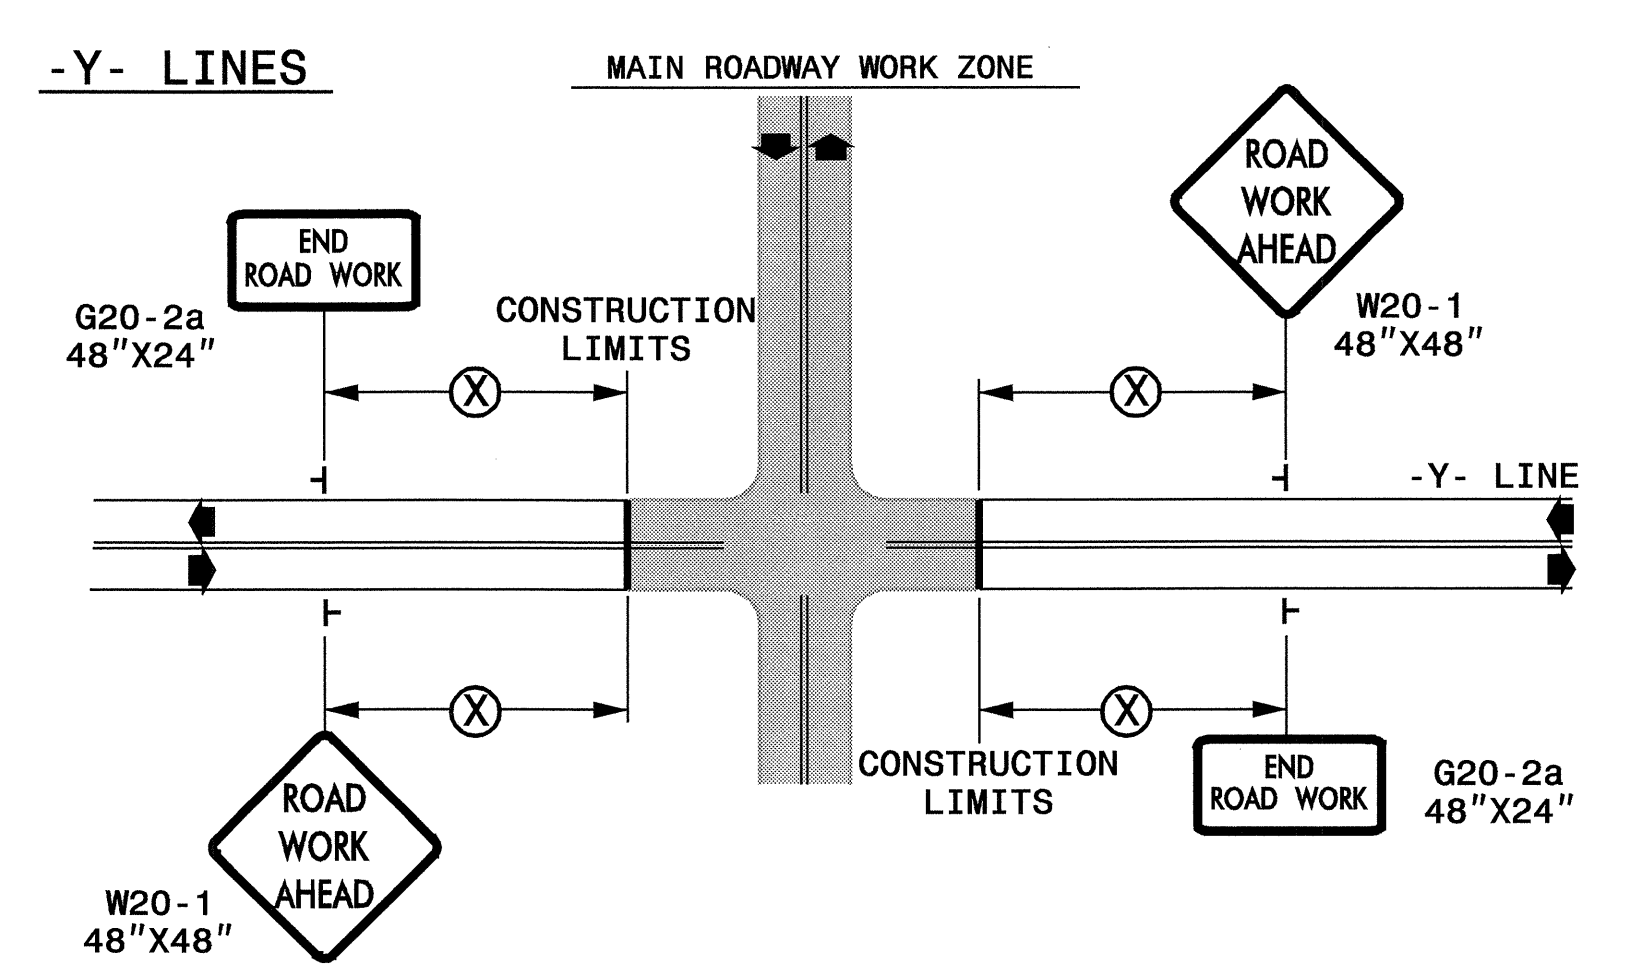 -Y- LINES
MAIN ROADWAY WORK ZONE
ROAD
WORK
AHEAD
END
ROAD WORK
G20-2a
48"X24"
CONSTRUCTION
LIMITS
W20-1
48"X48"
X
X
-Y- LINE
X
X
CONSTRUCTION
LIMITS
END
ROAD WORK
G20-2a
48"X24"
ROAD
WORK
AHEAD
W20-1
48"X48"